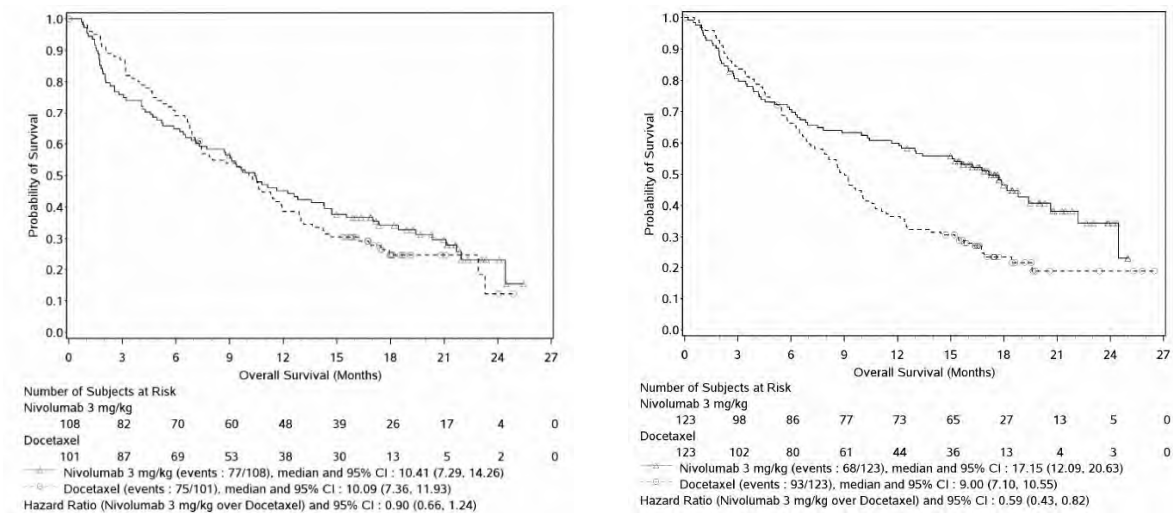 1.0
0.9
0.8
0.7
0.6
0.5
0.4
0.3
0.2
0.1
0.0
Probability of Survival
0 3 6 9 12 15 18 21 24 27
Overall Survival (Months)
Number of Subjects at Risk
Nivolumab 3 mg/kg
108 82 70 60 48 39 26 17 4 0
Docetaxel
101 87 69 53 38 30 13 5 2 0
Nivolumab 3 mg/kg (events : 77/108), median and 95% CI : 10.41 (7.29, 14.26)
Docetaxel (events : 75/101), median and 95% CI : 10.09 (7.36, 11.93)
Hazard Ratio (Nivolumab 3 mg/kg over Docetaxel) and 95% CI : 0.90 (0.66, 1.24)
1.0
0.9
0.8
0.7
0.6
0.5
0.4
0.3
0.2
0.1
0.0
Probability of Survival
0 3 6 9 12 15 18 21 24 27
Overall Survival (Months)
Number of Subjects at Risk
Nivolumab 3 mg/kg
123 98 86 77 73 65 27 13 5 0
Docetaxel
123 102 80 61 44 36 13 4 3 0
Nivolumab 3 mg/kg (events : 68/123), median and 95% CI : 17.15 (12.09, 20.63)
Docetaxel (events : 93/123), median and 95% CI : 9.00 (7.10, 10.55)
Hazard Ratio (Nivolumab 3 mg/kg over Docetaxel) and 95% CI : 0.59 (0.43, 0.82)